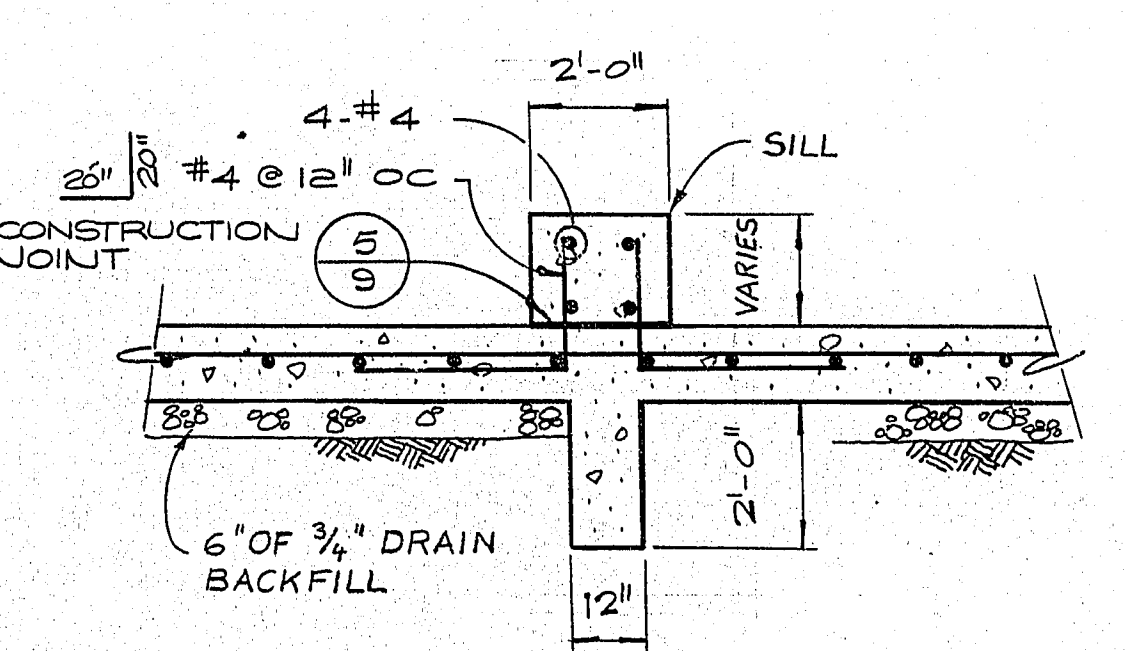 2'-0"
4-#4
SILL
20" 20" #4 @ 12" OC
CONSTRUCTION
JOINT
5
9
VARIES
2'-0"
6" OF 3/4" DRAIN
BACKFILL
12"